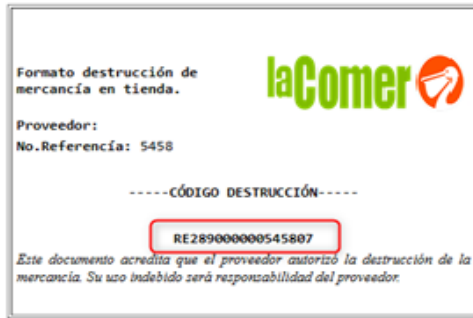 Formato destrucción de
mercancía en tienda.
laComer
Proveedor:
No.Referencía: 5458
-----CÓDIGO DESTRUCCIÓN-----
RE289000000545807
Este documento acredita que el proveedor autorizó la destrucción de la
mercancía. Su uso indebido será responsabilidad del proveedor.